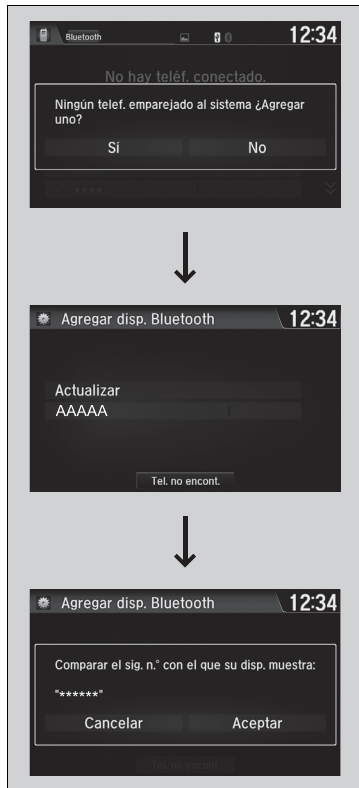 Bluetooth
12:34
No hay teléf. conectado.
Ningún telef. emparejado al sistema ¿Agregar
uno?
Sí
No
Agregar disp. Bluetooth
12:34
Actualizar
AAAAA
Tel. no encont.
Agregar disp. Bluetooth
12:34
Comparar el sig. n.° con el que su disp. muestra:
"******"
Cancelar
Aceptar
Tel. no encont.